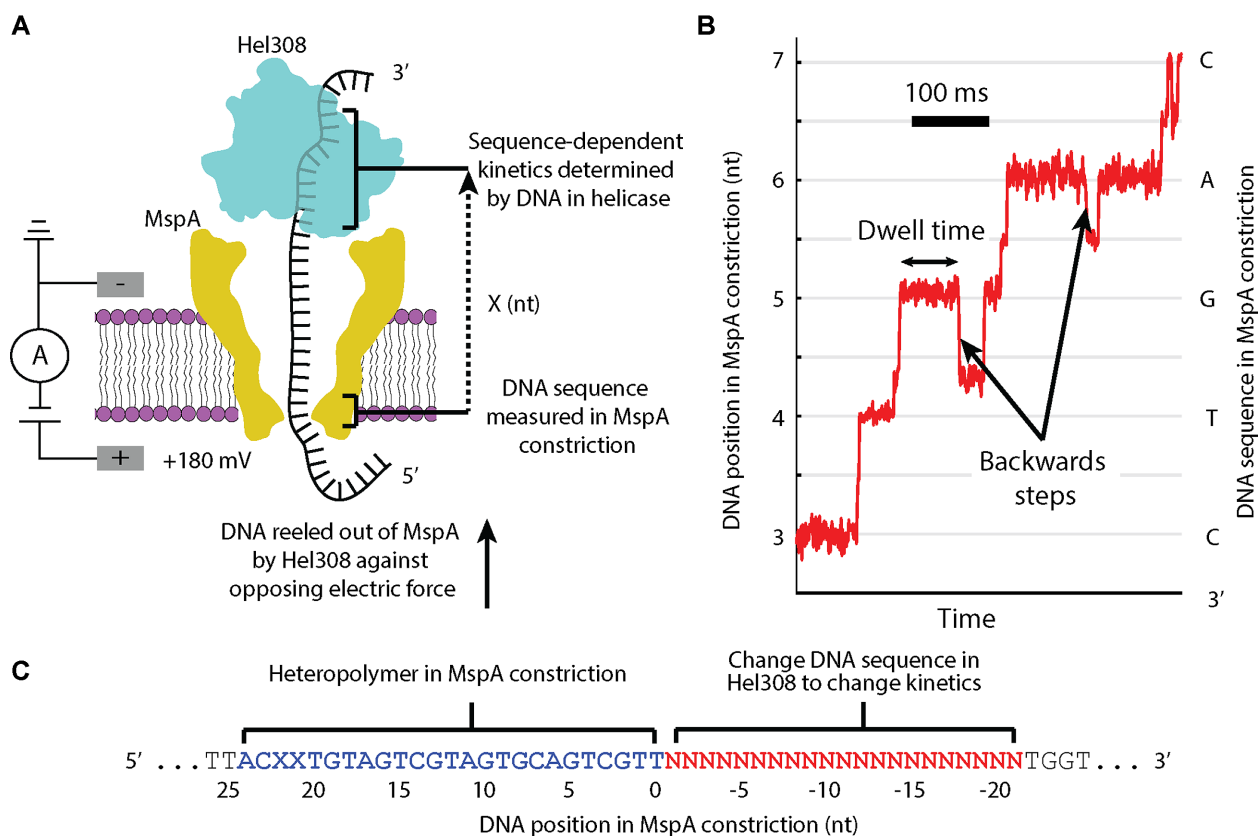 A
Hel308
3′
Sequence-dependent
kinetics determined
by DNA in helicase
MspA
-
A
X (nt)
DNA sequence
measured in MspA
constriction
+
+180 mV
5′
DNA reeled out of MspA
by Hel308 against
opposing electric force
B
DNA position in MspA constriction (nt)
7
6
5
4
3
100 ms
Dwell time
Backwards
steps
Time
C
A
G
T
C
3′
DNA sequence in MspA constriction
C
Heteropolymer in MspA constriction
Change DNA sequence in
Hel308 to change kinetics
5′ ...TTACXXTGTAGTCGTAGTGCAGTCGTTNNNNNNNNNNNNNNNNNNNNNTGGT... 3′
25 20 15 10 5 0 -5 -10 -15 -20
DNA position in MspA constriction (nt)